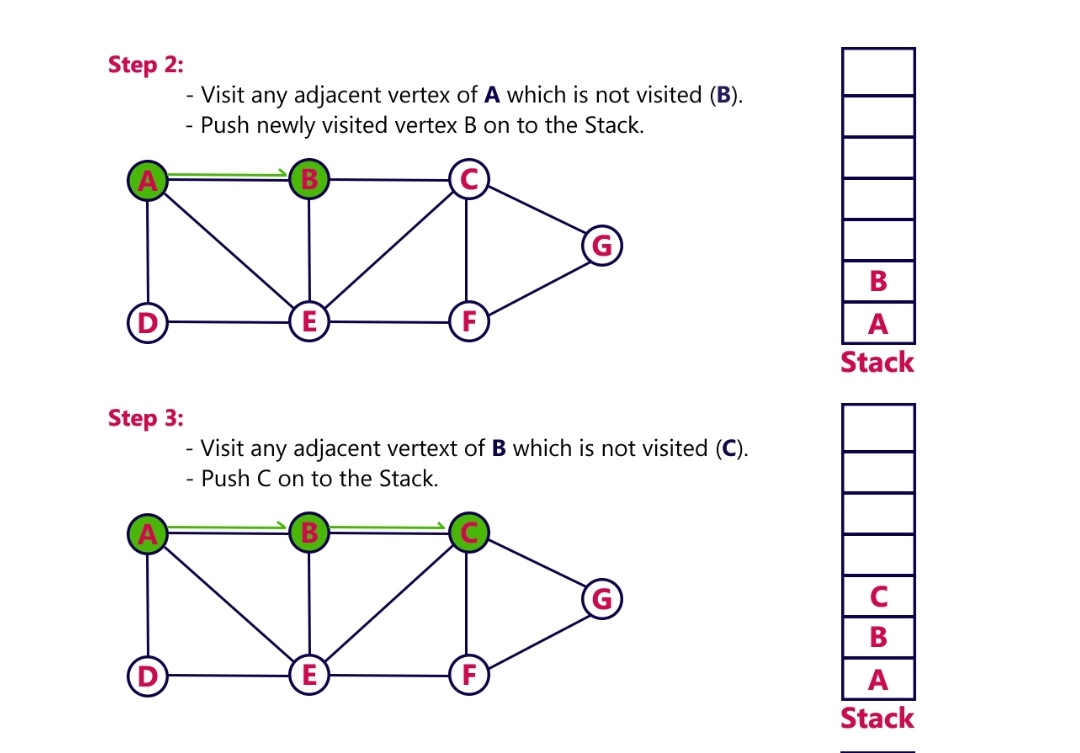 Step 2:
- Visit any adjacent vertex of A which is not visited (B).
- Push newly visited vertex B on to the Stack.
A B C
G
D E F
B
A
Stack
Step 3:
- Visit any adjacent vertext of B which is not visited (C).
- Push C on to the Stack.
A B C
G
D E F
C
B
A
Stack